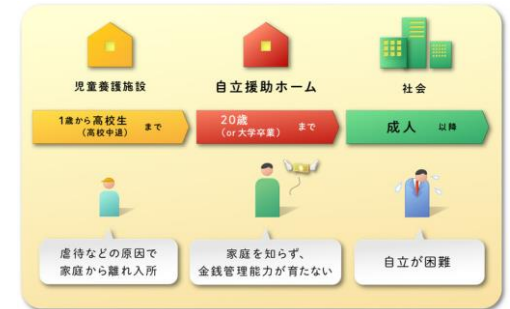 児童養護施設
自立援助ホーム
社会
1歳から高校生
(高校中退)
まで
20歳
(or大学卒業)
まで
成人 以降
虐待などの原因で
家庭から離れ入所
家庭を知らず、
金銭管理能力が育たない
自立が困難